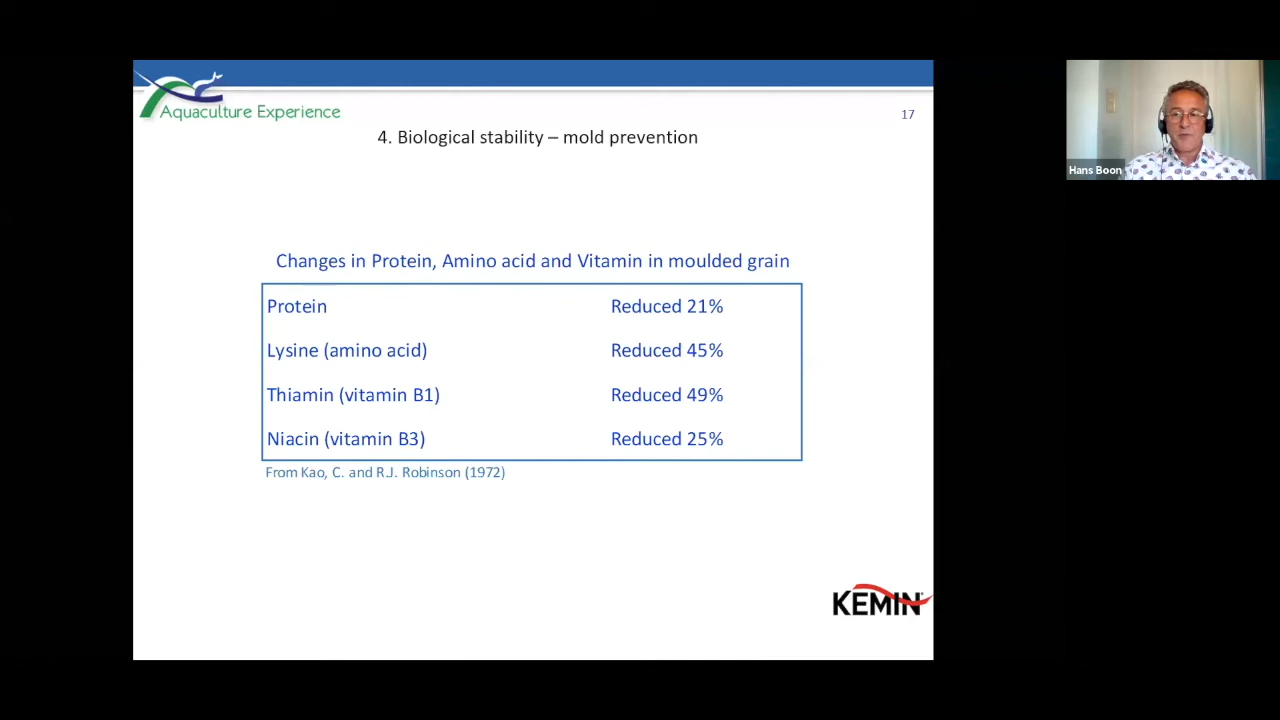 Aquaculture Experience
17
4. Biological stability – mold prevention
Hans Boon
Changes in Protein, Amino acid and Vitamin in moulded grain
Protein Reduced 21%
Lysine (amino acid) Reduced 45%
Thiamin (vitamin B1) Reduced 49%
Niacin (vitamin B3) Reduced 25%
From Kao, C. and R.J. Robinson (1972)
KEMIN